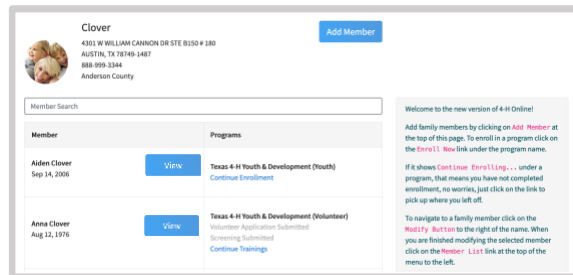 Clover
Add Member
4301 W WILLIAM CANNON DR STE B150 # 180
AUSTIN, TX 78749-1487
888-999-3344
Anderson County
Member Search
Member
Programs
Aiden Clover
Sep 14, 2006
View
Texas 4-H Youth & Development (Youth)
Continue Enrollment
Anna Clover
Aug 12, 1976
View
Texas 4-H Youth & Development (Volunteer)
Volunteer Application Submitted
Screening Submitted
Continue Trainings
Welcome to the new version of 4-H Online!
Add family members by clicking on Add Member at
the top of this page. To enroll in a program click on
the Enroll Now link under the program name.
If it shows Continue Enrolling... under a
program, that means you have not completed
enrollment, no worries, just click on the link to
pick up where you left off.
To navigate to a family member click on the
Modify Button to the right of the name. When
you are finished modifying the selected member
click on the Member List link at the top of the
menu to the left.